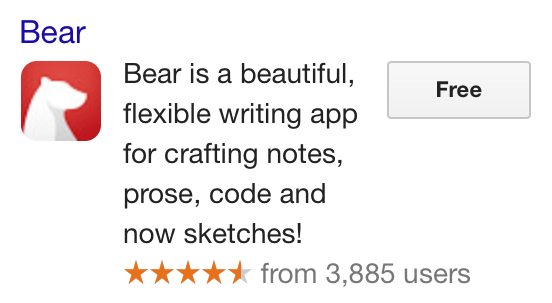 Bear
Bear is a beautiful,
flexible writing app
for crafting notes,
prose, code and
now sketches!
Free
from 3,885 users